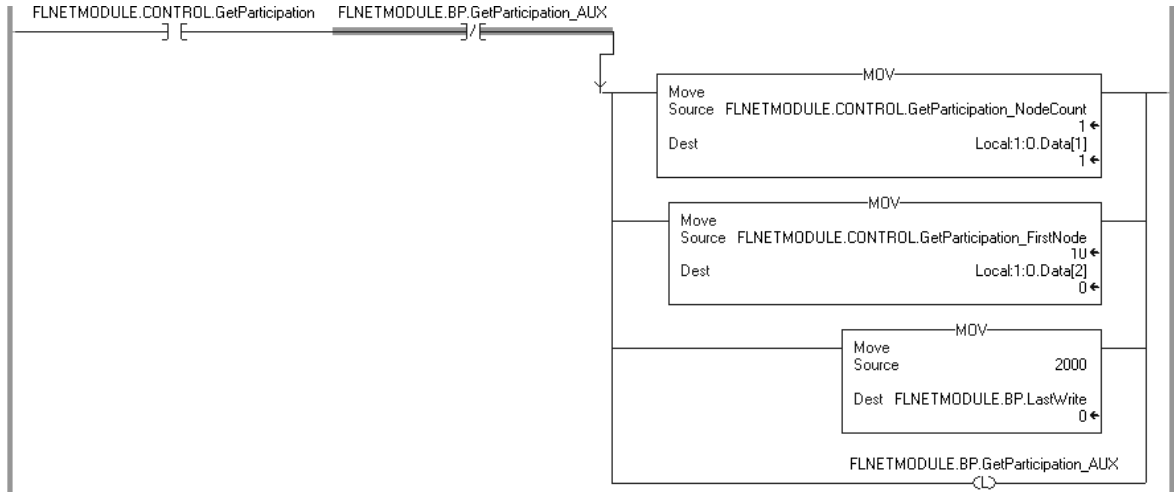 FLNETMODULE.CONTROL.GetParticipation FLNETMODULE.BP.GetParticipation_AUX
MOV
Move
Source FLNETMODULE.CONTROL.GetParticipation_NodeCount
1
Dest Local:1:O.Data[1]
1
MOV
Move
Source FLNETMODULE.CONTROL.GetParticipation_FirstNode
10
Dest Local:1:O.Data[2]
0
MOV
Move
Source 2000
Dest FLNETMODULE.BP.LastWrite
0
FLNETMODULE.BP.GetParticipation_AUX
L